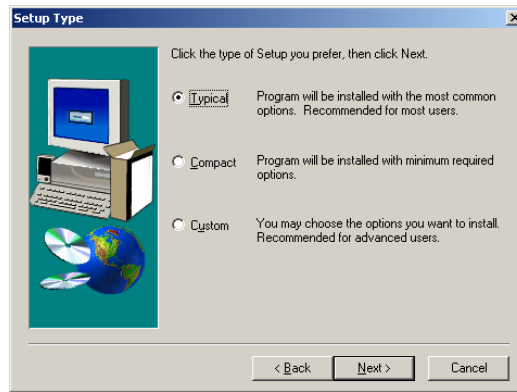 Setup Type
Click the type of Setup you prefer, then click Next.
Typical
Program will be installed with the most common
options. Recommended for most users.
Compact
Program will be installed with minimum required
options.
Custom
You may choose the options you want to install.
Recommended for advanced users.
< Back
Next >
Cancel